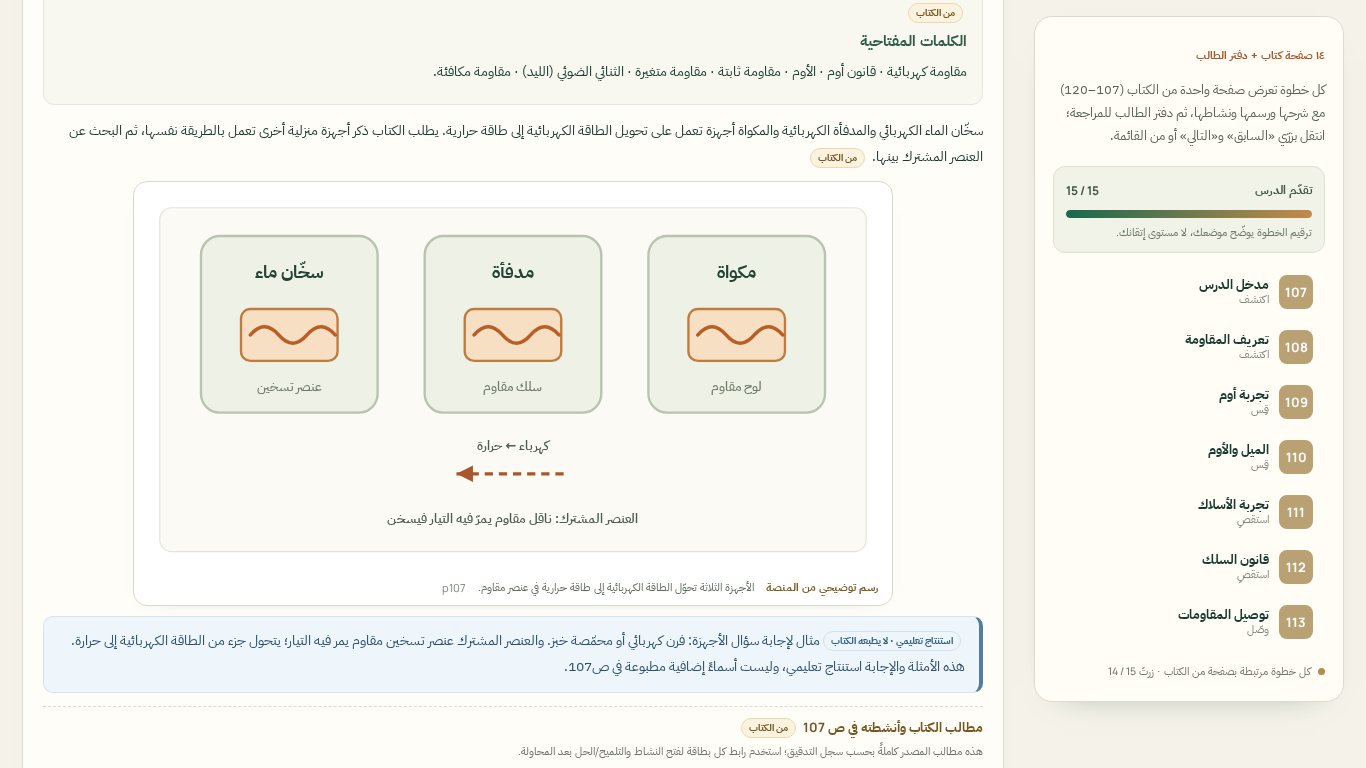 ١٤ صفحة كتاب + دفتر الطالب
كل خطوة تعرض صفحة واحدة من الكتاب (107–120)
مع شرحها ورسمها ونشاطها، ثم دفتر الطالب للمراجعة؛
انتقل بزرّي «السابق» و«التالي» أو من القائمة.
تقدّم الدرس
15 / 15
ترقيم الخطوة يوضّح موضعك، لا مستوى إتقانك.
107
مدخل الدرس
اكتشف
108
تعريف المقاومة
اكتشف
109
تجربة أوم
قِس
110
الميل والأوم
قِس
111
تجربة الأسلاك
استقصِ
112
قانون السلك
استقصِ
113
توصيل المقاومات
وصّل
كل خطوة مرتبطة بصفحة من الكتاب · زرتَ 15 / 14
من الكتاب
الكلمات المفتاحية
مقاومة كهربائية · قانون أوم · الأوم · مقاومة ثابتة · مقاومة متغيرة · الثنائي الضوئي (الليد) · مقاومة مكافئة.
سخّان الماء الكهربائي والمدفأة الكهربائية والمكواة أجهزة تعمل على تحويل الطاقة الكهربائية إلى طاقة حرارية. يطلب الكتاب ذكر أجهزة منزلية أخرى تعمل بالطريقة نفسها، ثم البحث عن
العنصر المشترك بينها. من الكتاب
مكواة
لوح مقاوم
مدفأة
سلك مقاوم
سخّان ماء
عنصر تسخين
كهرباء ← حرارة
العنصر المشترك: ناقل مقاوم يمرّ فيه التيار فيسخن
رسم توضيحي من المنصة الأجهزة الثلاثة تحوّل الطاقة الكهربائية إلى طاقة حرارية في عنصر مقاوم. p107
استنتاج تعليمي · لا يطبعه الكتاب مثال لإجابة سؤال الأجهزة: فرن كهربائي أو محمّصة خبز. والعنصر المشترك عنصر تسخين مقاوم يمر فيه التيار؛ يتحول جزء من الطاقة الكهربائية إلى حرارة.
هذه الأمثلة والإجابة استنتاج تعليمي، وليست أسماءً إضافية مطبوعة في ص107.
مطالب الكتاب وأنشطته في ص 107 من الكتاب
هذه مطالب المصدر كاملةً بحسب سجل التدقيق؛ استخدم رابط كل بطاقة لفتح النشاط والتلميح/الحل بعد المحاولة.